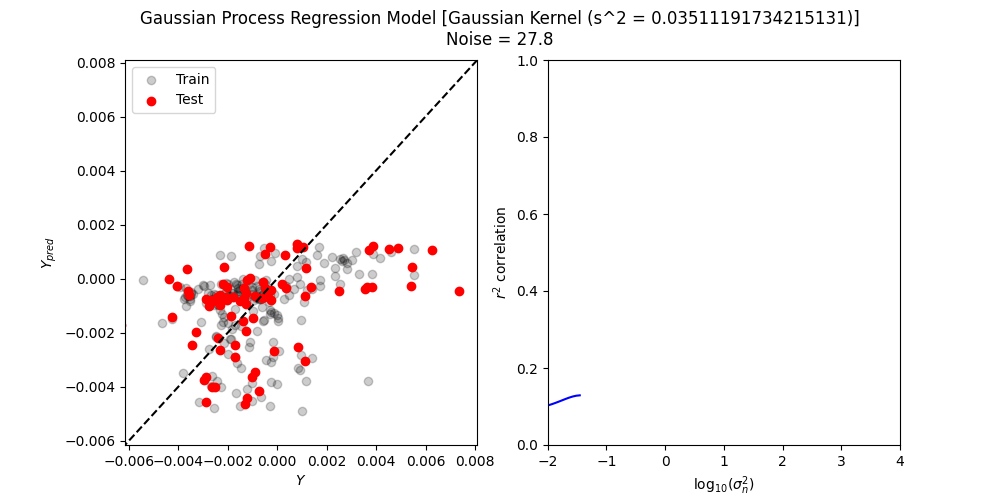 Gaussian Process Regression Model [Gaussian Kernel (s^2 = 0.03511191734215131)]
Noise = 27.8
0.008
0.006
0.004
0.002
0.000
−0.002
−0.004
−0.006
Y_pred
Train
Test
−0.006 −0.004 −0.002 0.000 0.002 0.004 0.006 0.008
Y
1.0
0.8
0.6
0.4
0.2
0.0
r² correlation
−2 −1 0 1 2 3 4
log₁₀(σₙ²)